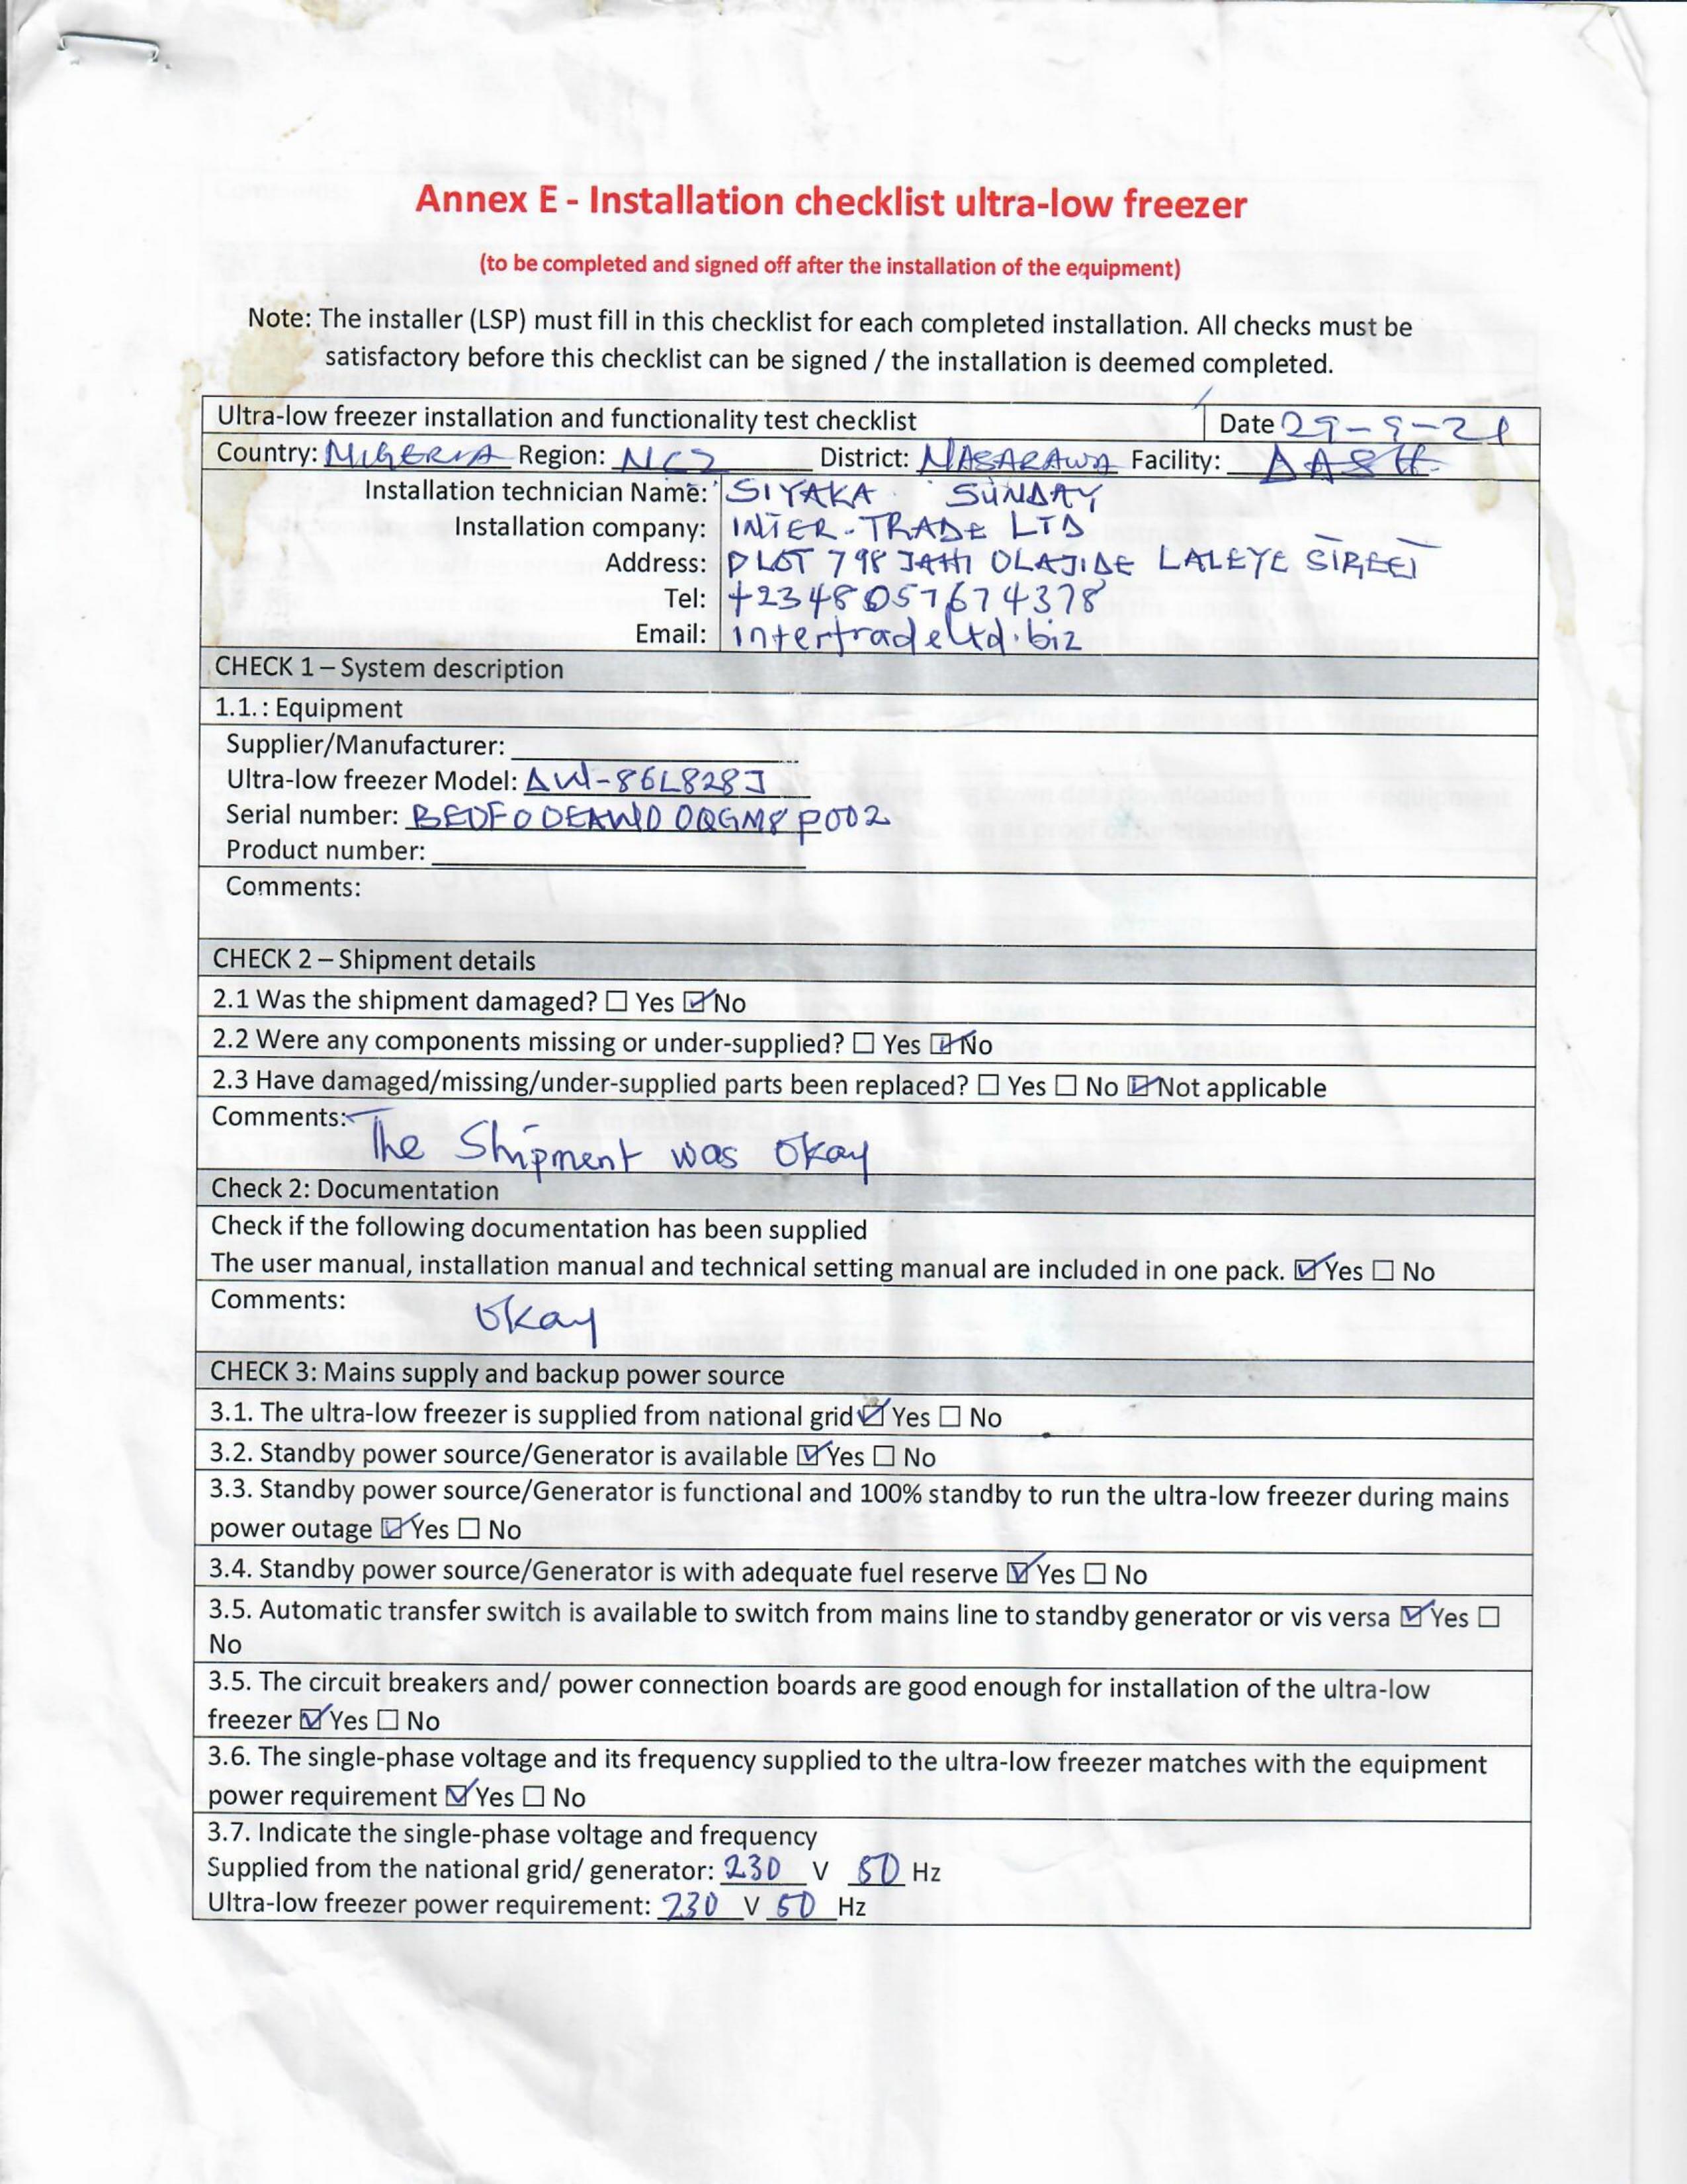 Annex E - Installation checklist ultra-low freezer
(to be completed and signed off after the installation of the equipment)
Note: The installer (LSP) must fill in this checklist for each completed installation. All checks must be
satisfactory before this checklist can be signed / the installation is deemed completed.
Ultra-low freezer installation and functionality test checklist Date 29-9-21
Country: NIGERIA Region: NCZ District: NASARAWA Facility: DASH
Installation technician Name: SIYAKA SUNDAY
Installation company: INTER-TRADE LTD
Address: PLOT 798 JAHI OLAJIDE LALEYE STREET
Tel: +2348057674378
Email: intertradeltd.biz
CHECK 1 – System description
1.1. : Equipment
Supplier/Manufacturer:
Ultra-low freezer Model: DW-86L828J
Serial number: BEDFODEAWD0QGM8P002
Product number:
Comments:
CHECK 2 – Shipment details
2.1 Was the shipment damaged? ☐ Yes ☑ No
2.2 Were any components missing or under-supplied? ☐ Yes ☑ No
2.3 Have damaged/missing/under-supplied parts been replaced? ☐ Yes ☐ No ☑ Not applicable
Comments: The Shipment was Okay
Check 2: Documentation
Check if the following documentation has been supplied
The user manual, installation manual and technical setting manual are included in one pack. ☑ Yes ☐ No
Comments: Okay
CHECK 3: Mains supply and backup power source
3.1. The ultra-low freezer is supplied from national grid ☑ Yes ☐ No
3.2. Standby power source/Generator is available ☑ Yes ☐ No
3.3. Standby power source/Generator is functional and 100% standby to run the ultra-low freezer during mains
power outage ☑ Yes ☐ No
3.4. Standby power source/Generator is with adequate fuel reserve ☑ Yes ☐ No
3.5. Automatic transfer switch is available to switch from mains line to standby generator or vis versa ☑ Yes ☐
No
3.5. The circuit breakers and/ power connection boards are good enough for installation of the ultra-low
freezer ☑ Yes ☐ No
3.6. The single-phase voltage and its frequency supplied to the ultra-low freezer matches with the equipment
power requirement ☑ Yes ☐ No
3.7. Indicate the single-phase voltage and frequency
Supplied from the national grid/ generator: 230 V 50 Hz
Ultra-low freezer power requirement: 230 V 50 Hz